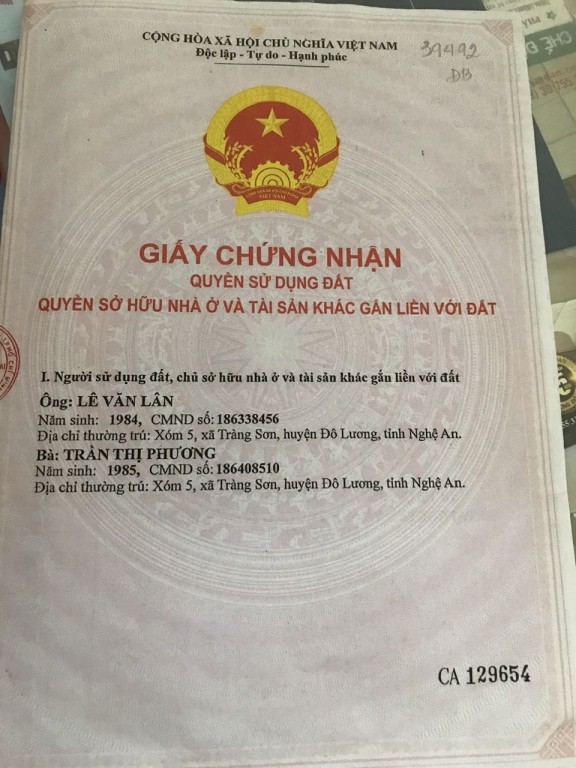 CỘNG HÒA XÃ HỘI CHỦ NGHĨA VIỆT NAM
Độc lập - Tự do - Hạnh phúc
39492
ĐB
VIỆT NAM
GIẤY CHỨNG NHẬN
QUYỀN SỬ DỤNG ĐẤT
QUYỀN SỞ HỮU NHÀ Ở VÀ TÀI SẢN KHÁC GẮN LIỀN VỚI ĐẤT
I. Người sử dụng đất, chủ sở hữu nhà ở và tài sản khác gắn liền với đất
Ông: LÊ VĂN LÂN
Năm sinh: 1984, CMND số: 186338456
Địa chỉ thường trú: Xóm 5, xã Tràng Sơn, huyện Đô Lương, tỉnh Nghệ An.
Bà: TRẦN THỊ PHƯƠNG
Năm sinh: 1985, CMND số: 186408510
Địa chỉ thường trú: Xóm 5, xã Tràng Sơn, huyện Đô Lương, tỉnh Nghệ An.
CA 129654